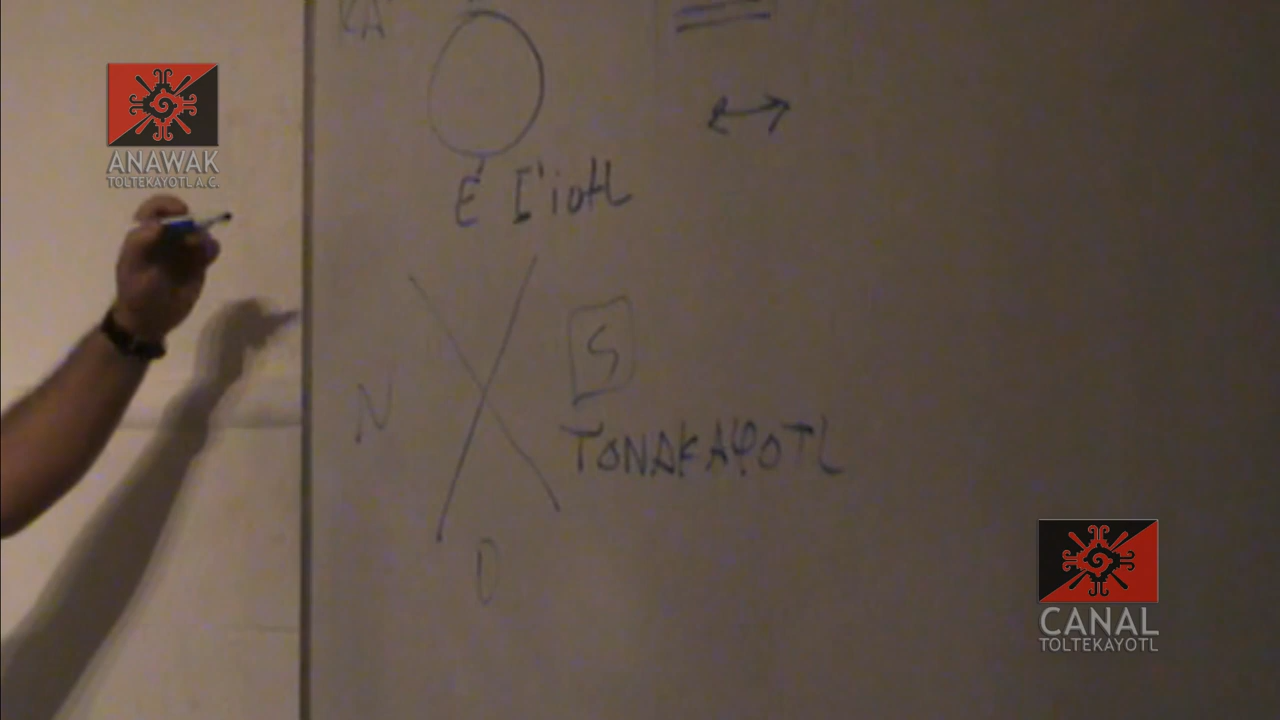 ANAWAK
TOLTEKAYOTL A.C.
E I'iotl
S
N
TONAKAYOTL
O
CANAL
TOLTEKAYOTL